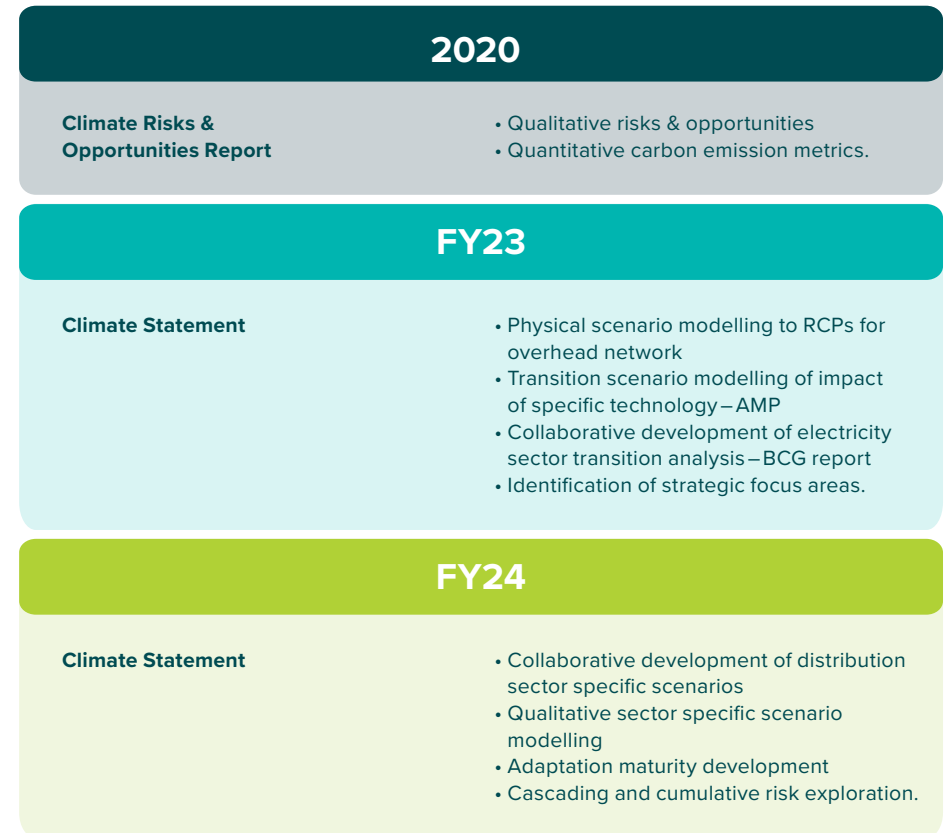 2020
Climate Risks &
Opportunities Report
• Qualitative risks & opportunities
• Quantitative carbon emission metrics.
FY23
Climate Statement
• Physical scenario modelling to RCPs for
overhead network
• Transition scenario modelling of impact
of specific technology – AMP
• Collaborative development of electricity
sector transition analysis – BCG report
• Identification of strategic focus areas.
FY24
Climate Statement
• Collaborative development of distribution
sector specific scenarios
• Qualitative sector specific scenario
modelling
• Adaptation maturity development
• Cascading and cumulative risk exploration.